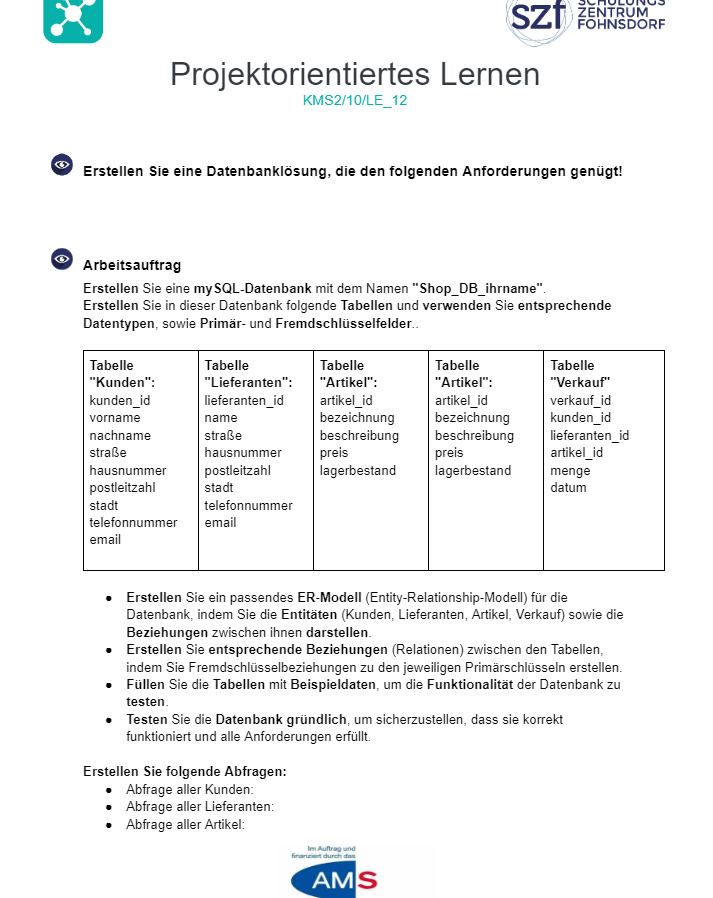 SCHULUNGS
szf ZENTRUM
FOHNSDORF
Projektorientiertes Lernen
KMS2/10/LE_12
Erstellen Sie eine Datenbanklösung, die den folgenden Anforderungen genügt!
Arbeitsauftrag
Erstellen Sie eine mySQL-Datenbank mit dem Namen "Shop_DB_ihrname".
Erstellen Sie in dieser Datenbank folgende Tabellen und verwenden Sie entsprechende
Datentypen, sowie Primär- und Fremdschlüsselfelder..
Tabelle
"Kunden":
kunden_id
vorname
nachname
straße
hausnummer
postleitzahl
stadt
telefonnummer
email
Tabelle
"Lieferanten":
lieferanten_id
name
straße
hausnummer
postleitzahl
stadt
telefonnummer
email
Tabelle
"Artikel":
artikel_id
bezeichnung
beschreibung
preis
lagerbestand
Tabelle
"Artikel":
artikel_id
bezeichnung
beschreibung
preis
lagerbestand
Tabelle
"Verkauf"
verkauf_id
kunden_id
lieferanten_id
artikel_id
menge
datum
● Erstellen Sie ein passendes ER-Modell (Entity-Relationship-Modell) für die
Datenbank, indem Sie die Entitäten (Kunden, Lieferanten, Artikel, Verkauf) sowie die
Beziehungen zwischen ihnen darstellen.
● Erstellen Sie entsprechende Beziehungen (Relationen) zwischen den Tabellen,
indem Sie Fremdschlüsselbeziehungen zu den jeweiligen Primärschlüsseln erstellen.
● Füllen Sie die Tabellen mit Beispieldaten, um die Funktionalität der Datenbank zu
testen.
● Testen Sie die Datenbank gründlich, um sicherzustellen, dass sie korrekt
funktioniert und alle Anforderungen erfüllt.
Erstellen Sie folgende Abfragen:
● Abfrage aller Kunden:
● Abfrage aller Lieferanten:
● Abfrage aller Artikel:
Im Auftrag und
finanziert durch das
AMS